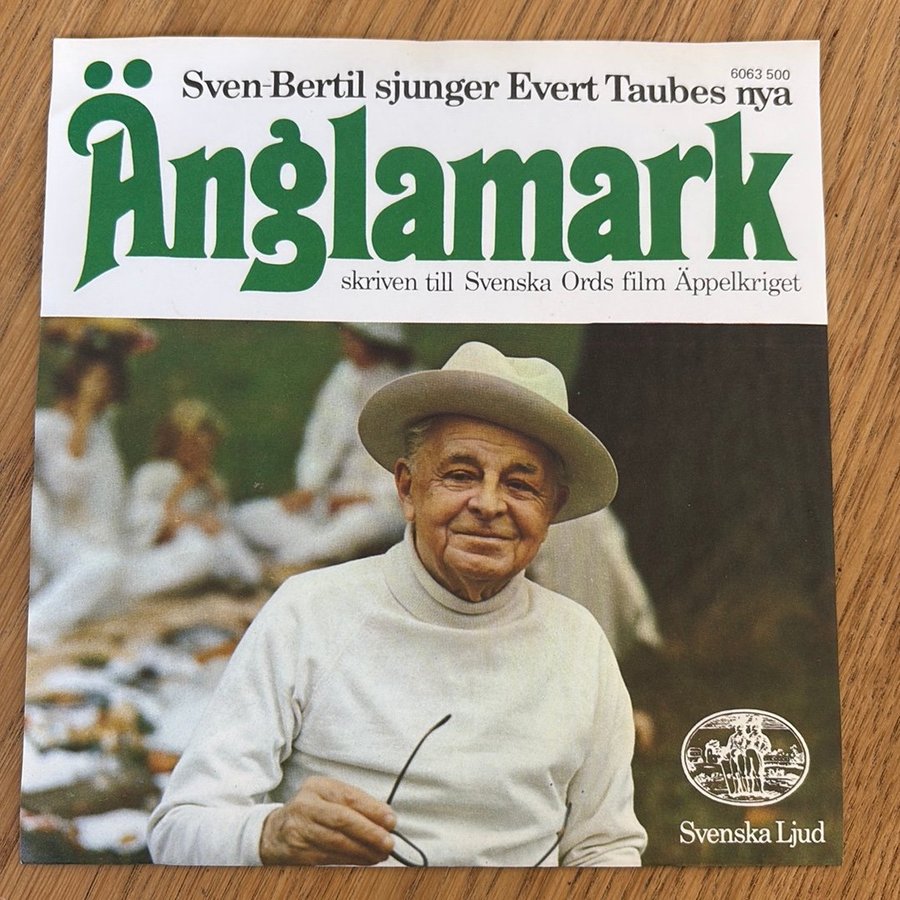 6063 500
Sven-Bertil sjunger Evert Taubes nya
Änglamark
skriven till Svenska Ords film Äppelkriget
Svenska Ljud